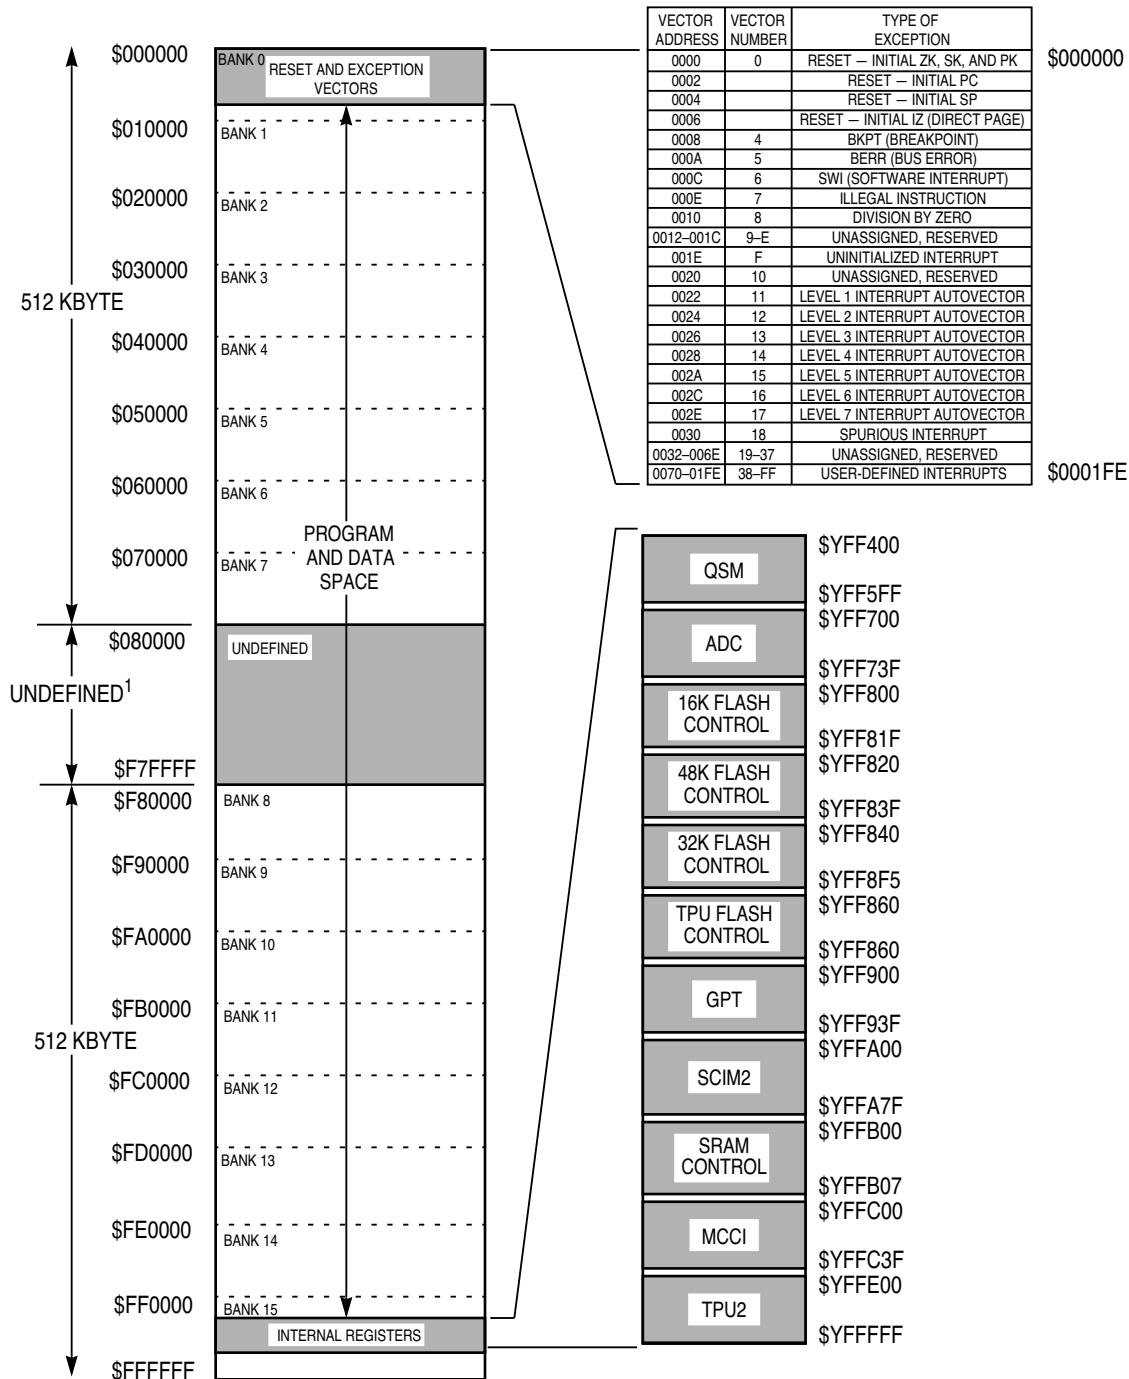 VECTOR ADDRESS VECTOR NUMBER TYPE OF EXCEPTION
0000 0 RESET — INITIAL ZK, SK, AND PK
0002 RESET — INITIAL PC
0004 RESET — INITIAL SP
0006 RESET — INITIAL IZ (DIRECT PAGE)
0008 4 BKPT (BREAKPOINT)
000A 5 BERR (BUS ERROR)
000C 6 SWI (SOFTWARE INTERRUPT)
000E 7 ILLEGAL INSTRUCTION
0010 8 DIVISION BY ZERO
0012–001C 9–E UNASSIGNED, RESERVED
001E F UNINITIALIZED INTERRUPT
0020 10 UNASSIGNED, RESERVED
0022 11 LEVEL 1 INTERRUPT AUTOVECTOR
0024 12 LEVEL 2 INTERRUPT AUTOVECTOR
0026 13 LEVEL 3 INTERRUPT AUTOVECTOR
0028 14 LEVEL 4 INTERRUPT AUTOVECTOR
002A 15 LEVEL 5 INTERRUPT AUTOVECTOR
002C 16 LEVEL 6 INTERRUPT AUTOVECTOR
002E 17 LEVEL 7 INTERRUPT AUTOVECTOR
0030 18 SPURIOUS INTERRUPT
0032–006E 19–37 UNASSIGNED, RESERVED
0070–01FE 38–FF USER-DEFINED INTERRUPTS
$000000
$0001FE
512 KBYTE
UNDEFINED1
512 KBYTE
$000000
$010000
$020000
$030000
$040000
$050000
$060000
$070000
$080000
$F7FFFF
$F80000
$F90000
$FA0000
$FB0000
$FC0000
$FD0000
$FE0000
$FF0000
$FFFFFF
BANK 0
RESET AND EXCEPTION
VECTORS
BANK 1
BANK 2
BANK 3
BANK 4
BANK 5
BANK 6
BANK 7
PROGRAM
AND DATA
SPACE
UNDEFINED
BANK 8
BANK 9
BANK 10
BANK 11
BANK 12
BANK 13
BANK 14
BANK 15
INTERNAL REGISTERS
QSM
$YFF400
$YFF5FF
ADC
$YFF700
$YFF73F
16K FLASH
CONTROL
$YFF800
$YFF81F
48K FLASH
CONTROL
$YFF820
$YFF83F
32K FLASH
CONTROL
$YFF840
$YFF8F5
TPU FLASH
CONTROL
$YFF860
$YFF860
GPT
$YFF900
$YFF93F
SCIM2
$YFFA00
$YFFA7F
SRAM
CONTROL
$YFFB00
$YFFB07
MCCI
$YFFC00
$YFFC3F
TPU2
$YFFE00
$YFFFFF